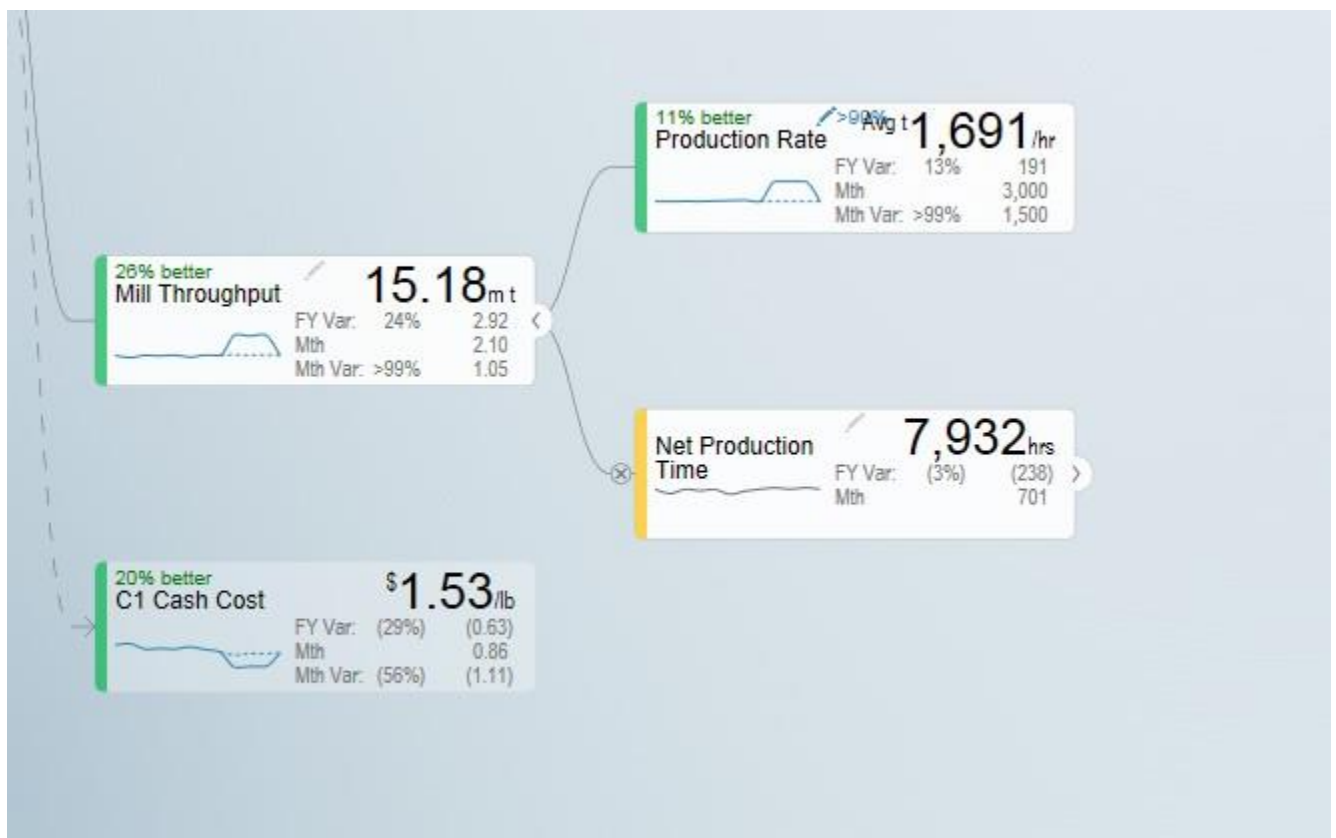 11% better
>99%
Production Rate
Avg t 1,691/hr
FY Var: 13% 191
Mth 3,000
Mth Var: >99% 1,500
26% better
Mill Throughput
15.18m t
FY Var: 24% 2.92
Mth 2.10
Mth Var: >99% 1.05
Net Production
Time
7,932hrs
FY Var: (3%) (238)
Mth 701
20% better
C1 Cash Cost
$1.53/lb
FY Var: (29%) (0.63)
Mth 0.86
Mth Var: (56%) (1.11)